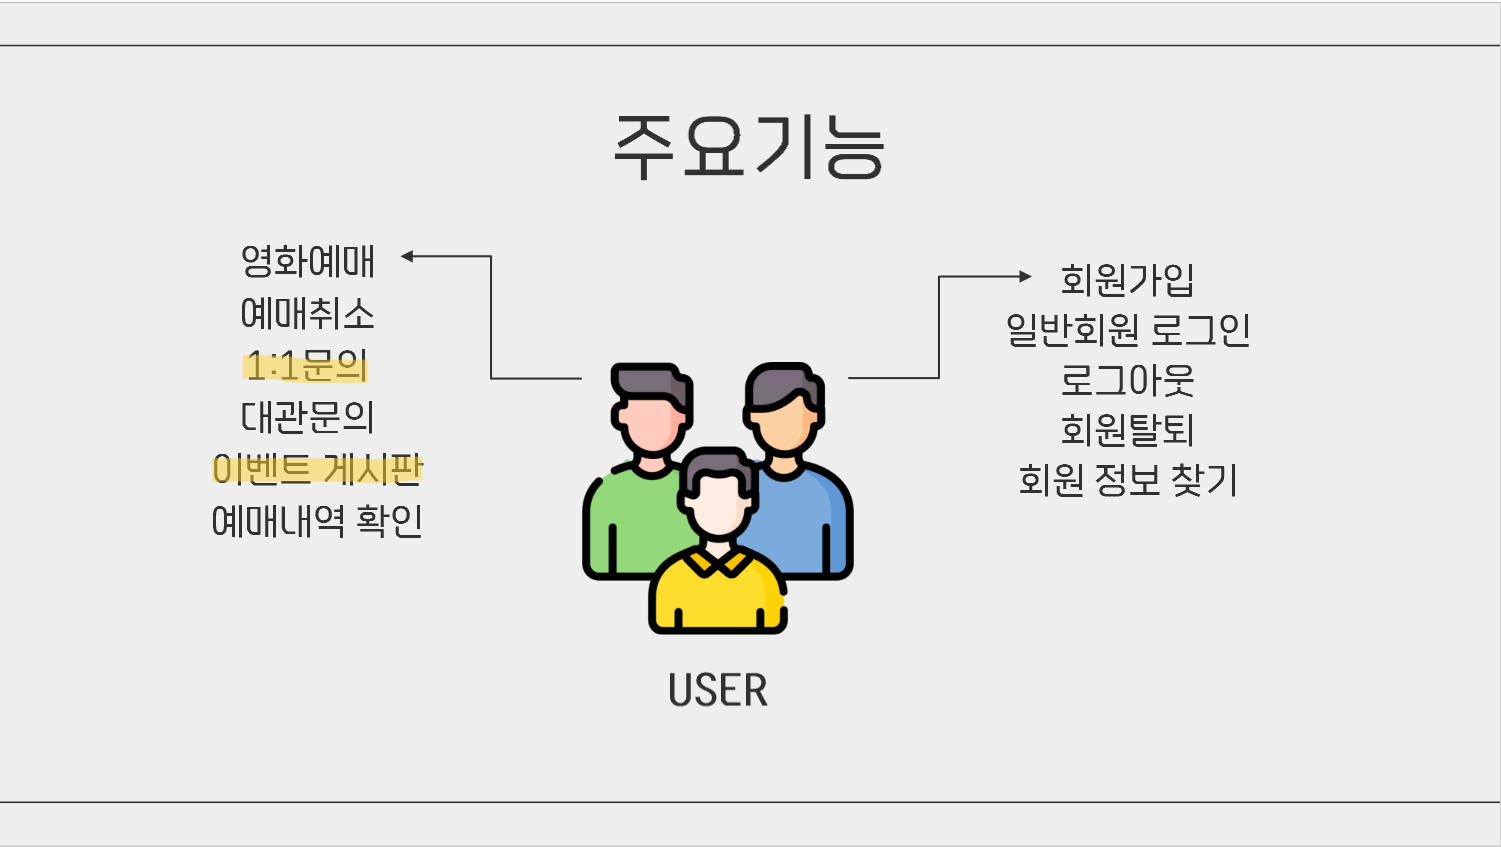 주요기능
영화예매
예매취소
1:1문의
대관문의
이벤트 게시판
예매내역 확인
회원가입
일반회원 로그인
로그아웃
회원탈퇴
회원 정보 찾기
USER